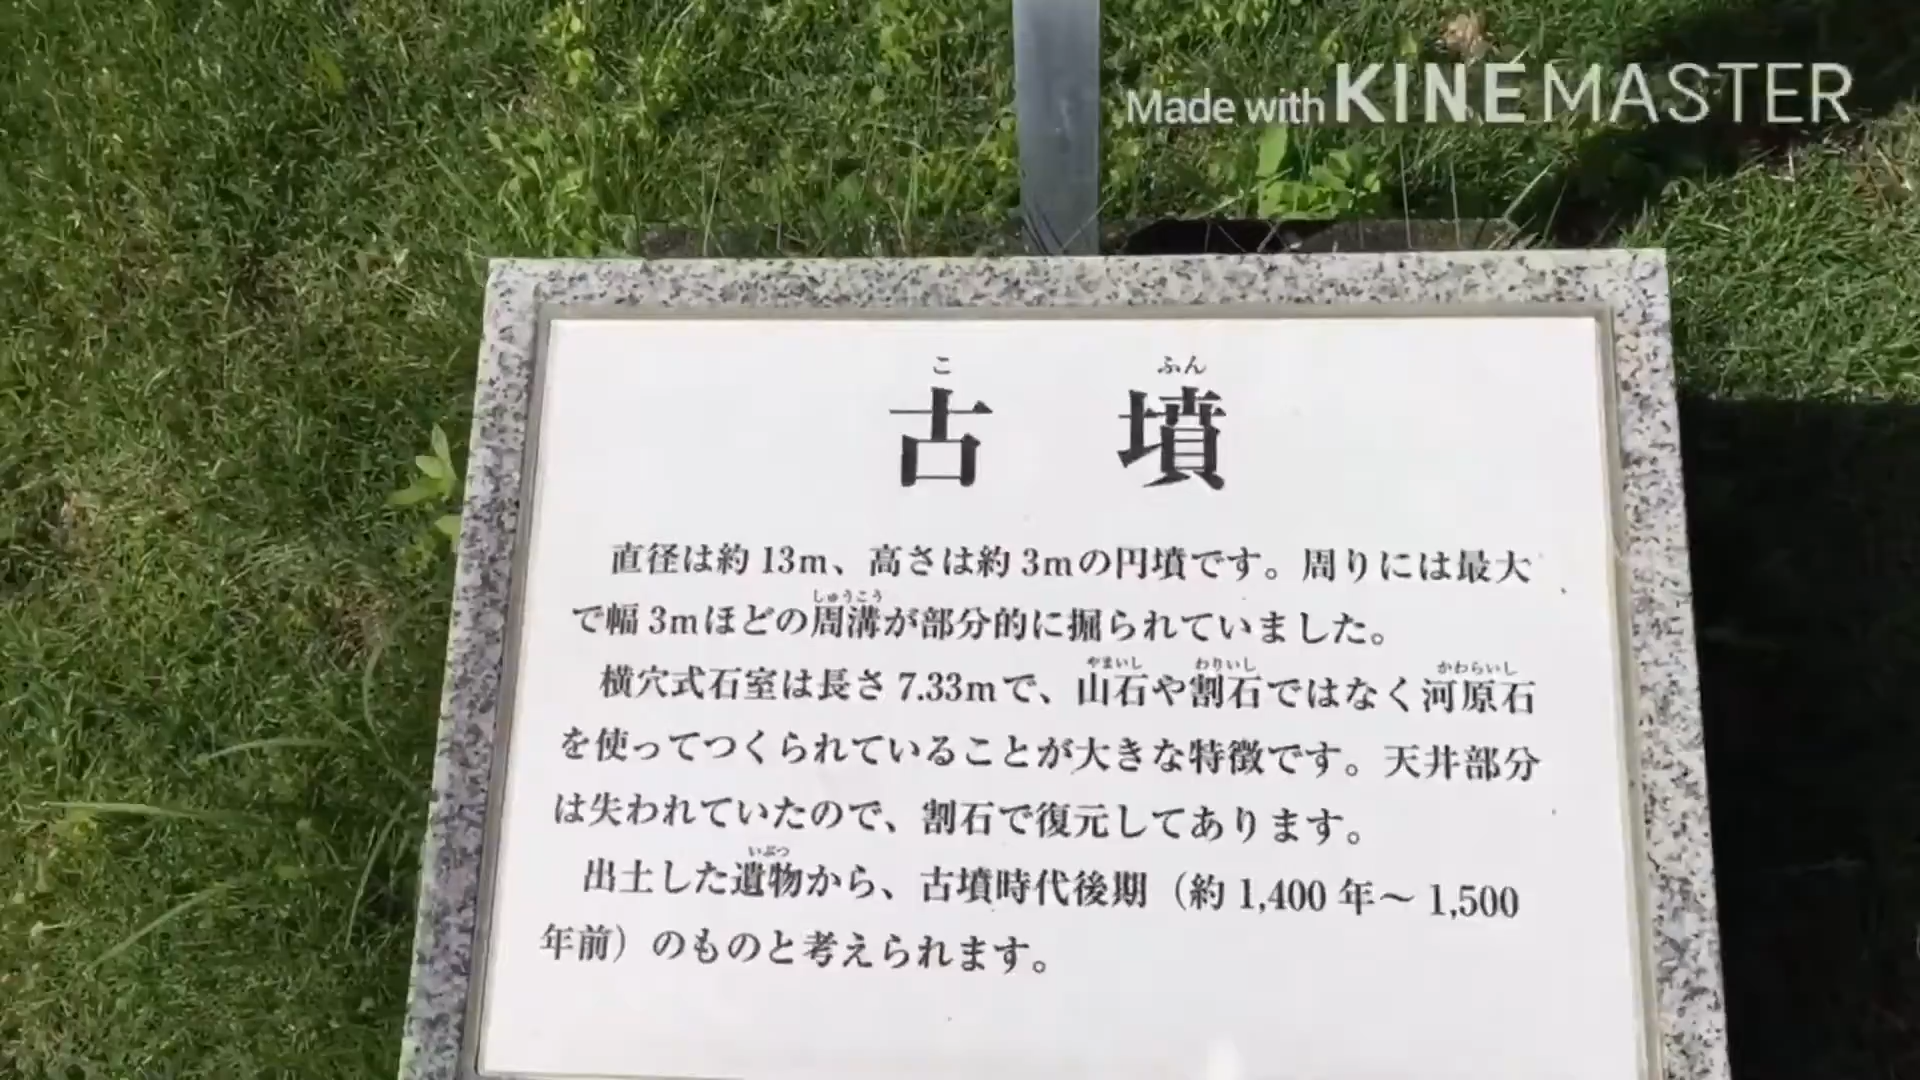 Made with KINEMASTER
こ ふん
古 墳
直径は約13m、高さは約3mの円墳です。周りには最大
しゅうこう
で幅3mほどの周溝が部分的に掘られていました。
やまいし わりいし かわらいし
横穴式石室は長さ7.33mで、山石や割石ではなく河原石
を使ってつくられていることが大きな特徴です。天井部分
は失われていたので、割石で復元してあります。
いぶつ
出土した遺物から、古墳時代後期（約1,400年～1,500
年前）のものと考えられます。